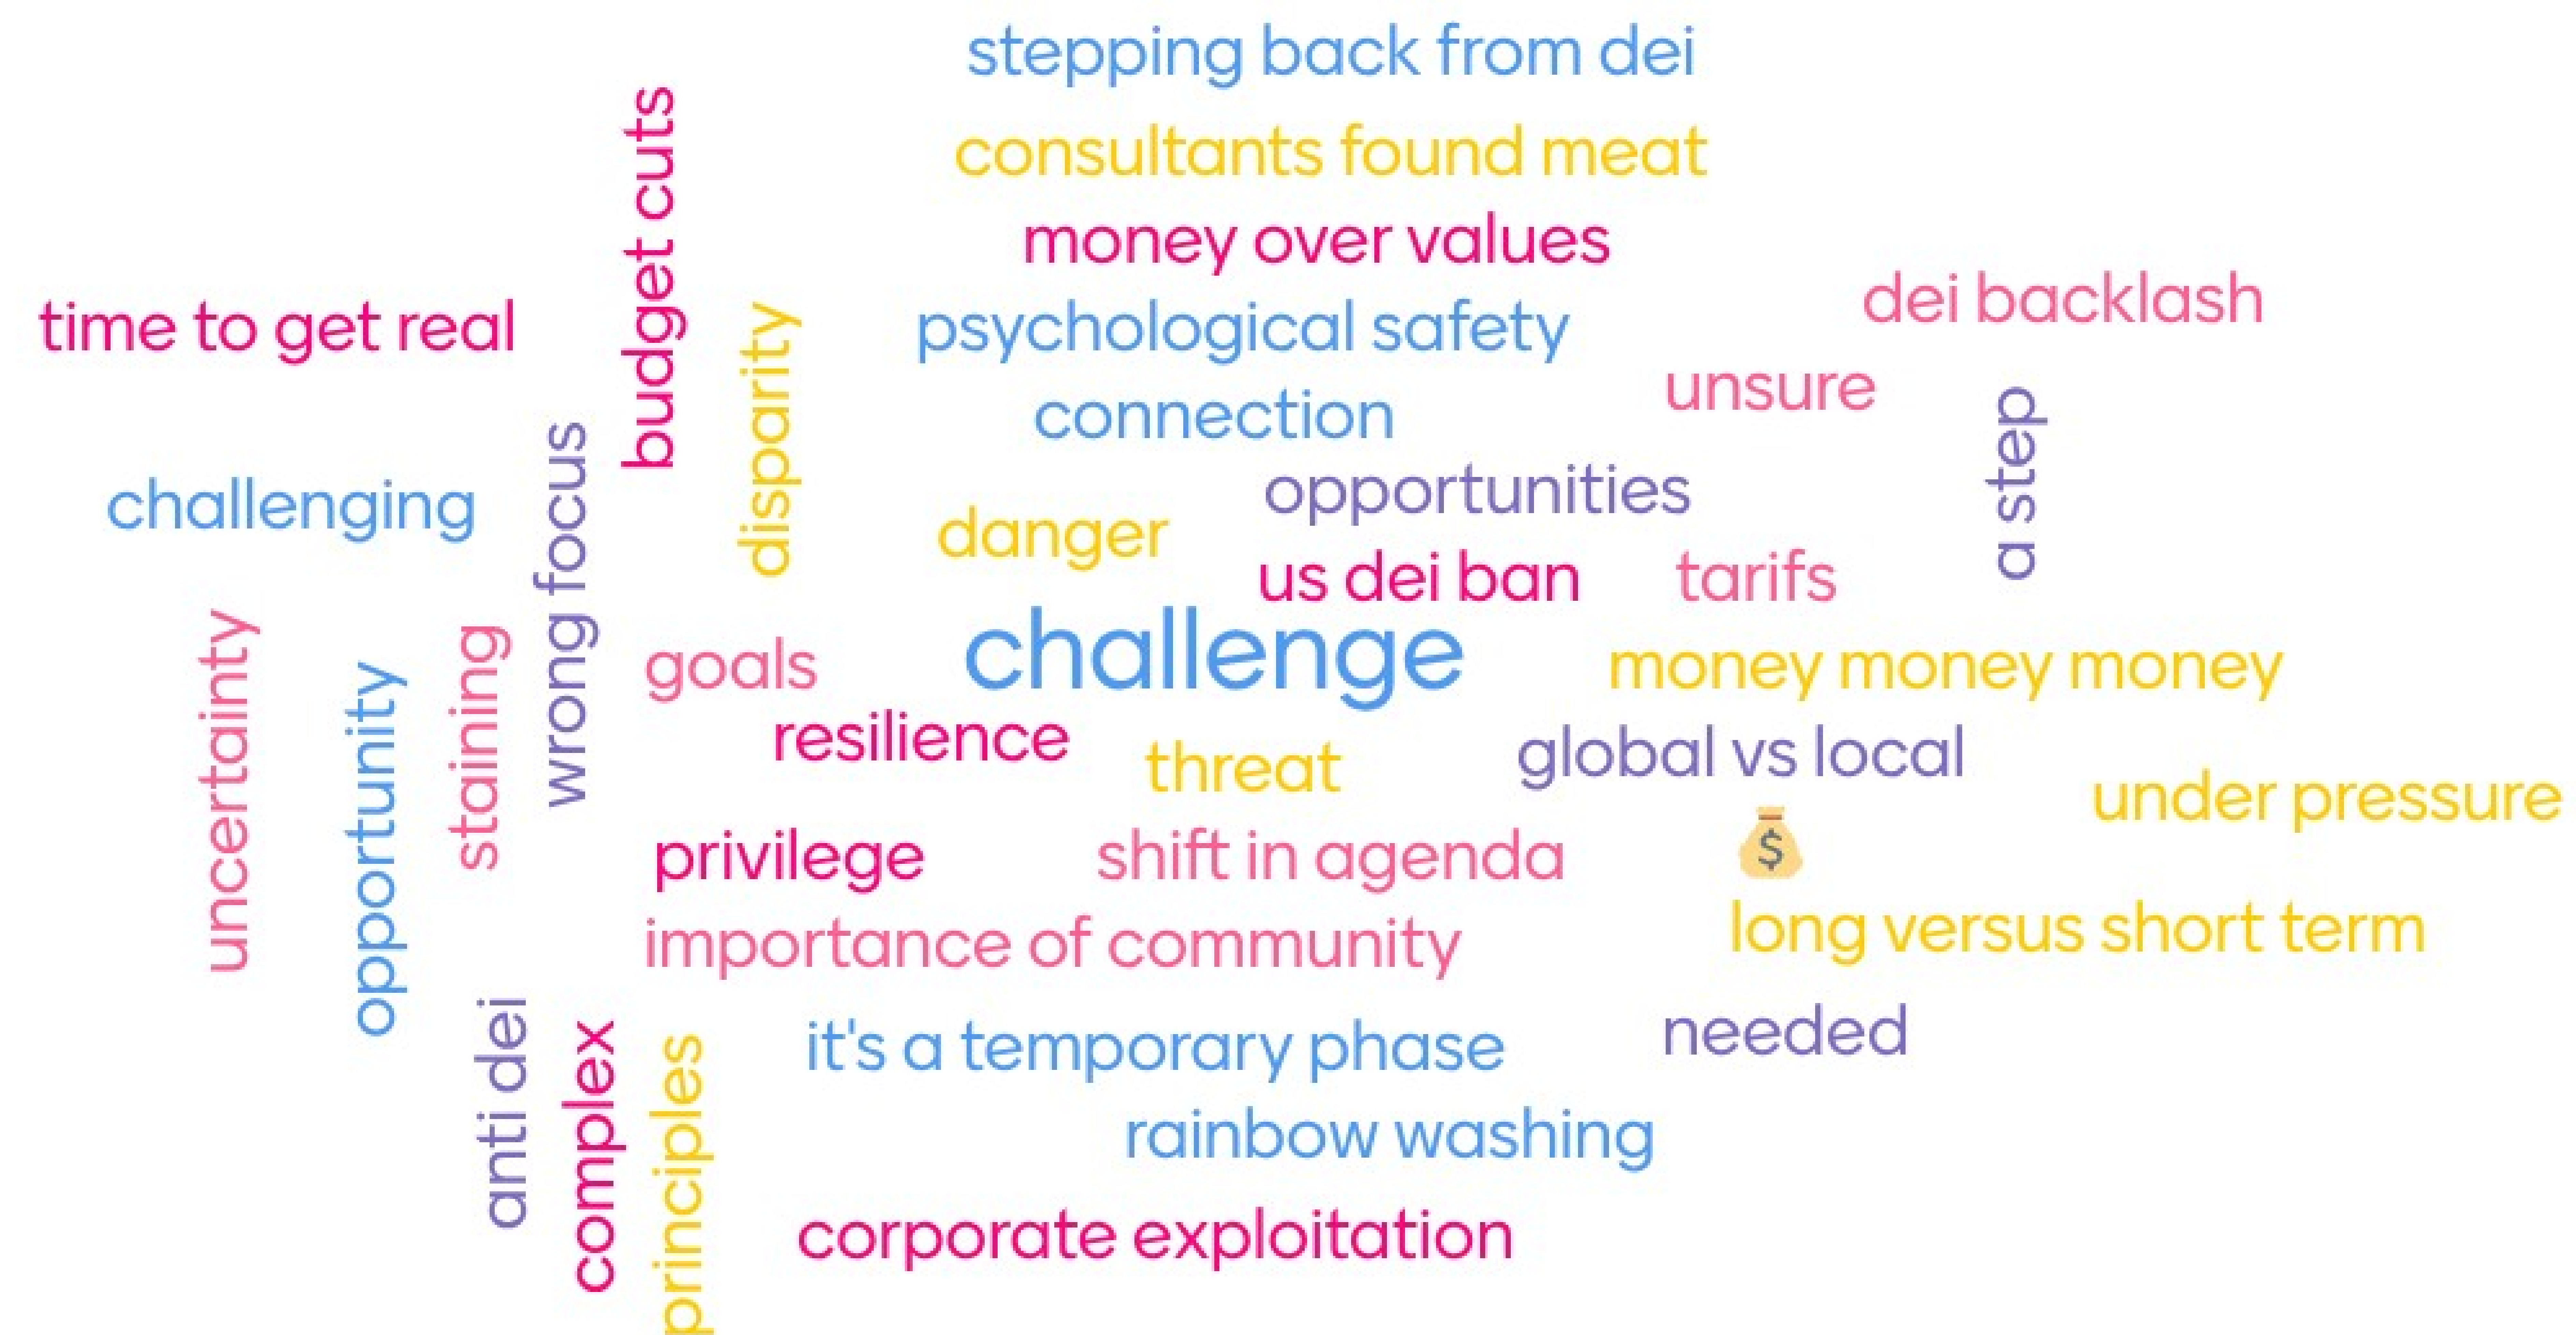 stepping back from dei
consultants found meat
budget cuts
money over values
dei backlash
time to get real
disparity
psychological safety
unsure
connection
a step
wrong focus
opportunities
challenging
danger
us dei ban
tarifs
uncertainty
opportunity
staining
goals
challenge
money money money
resilience
threat
global vs local
under pressure
privilege
shift in agenda
$
importance of community
long versus short term
anti dei
complex
principles
it's a temporary phase
needed
rainbow washing
corporate exploitation